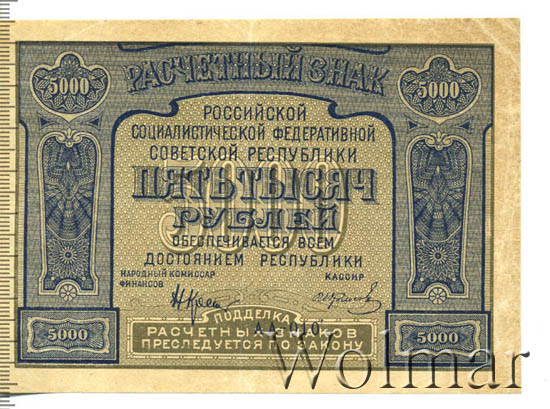 РАСЧЕТНЫЙ ЗНАК
5000 5000
РОССИЙСКОЙ
СОЦИАЛИСТИЧЕСКОЙ ФЕДЕРАТИВНОЙ
СОВЕТСКОЙ РЕСПУБЛИКИ
5000
ПЯТЬ ТЫСЯЧ
РУБЛЕЙ
ОБЕСПЕЧИВАЕТСЯ ВСЕМ
ДОСТОЯНИЕМ РЕСПУБЛИКИ
НАРОДНЫЙ КОМИССАР
ФИНАНСОВ
КАССИР
ПОДДЕЛКА
РАСЧЕТНЫХ ЗНАКОВ
ПРЕСЛЕДУЕТСЯ ПО ЗАКОНУ
5000 5000
Wolmar